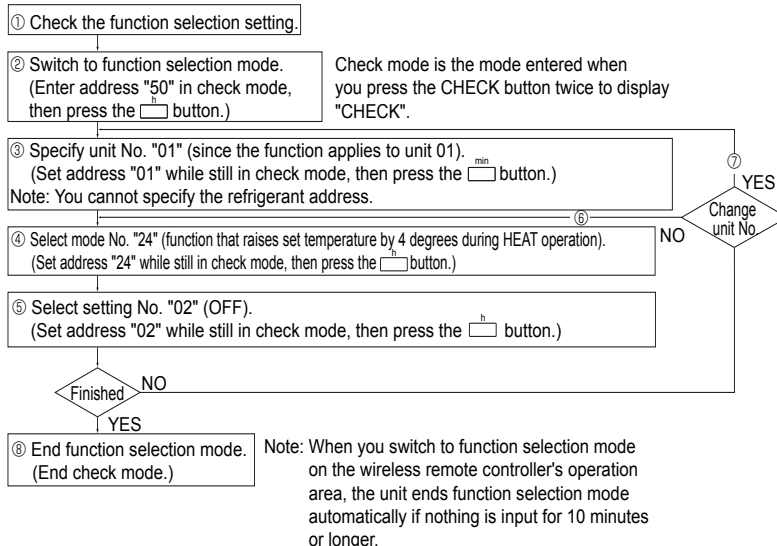 ① Check the function selection setting.
② Switch to function selection mode.
(Enter address "50" in check mode,
then press the h button.)
Check mode is the mode entered when
you press the CHECK button twice to display
"CHECK".
③ Specify unit No. "01" (since the function applies to unit 01).
(Set address "01" while still in check mode, then press the min button.)
Note: You cannot specify the refrigerant address.
⑦
YES
Change
unit No.
⑥
NO
④ Select mode No. "24" (function that raises set temperature by 4 degrees during HEAT operation).
(Set address "24" while still in check mode, then press the h button.)
⑤ Select setting No. "02" (OFF).
(Set address "02" while still in check mode, then press the h button.)
Finished
NO
YES
⑧ End function selection mode.
(End check mode.)
Note: When you switch to function selection mode
on the wireless remote controller's operation
area, the unit ends function selection mode
automatically if nothing is input for 10 minutes
or longer.